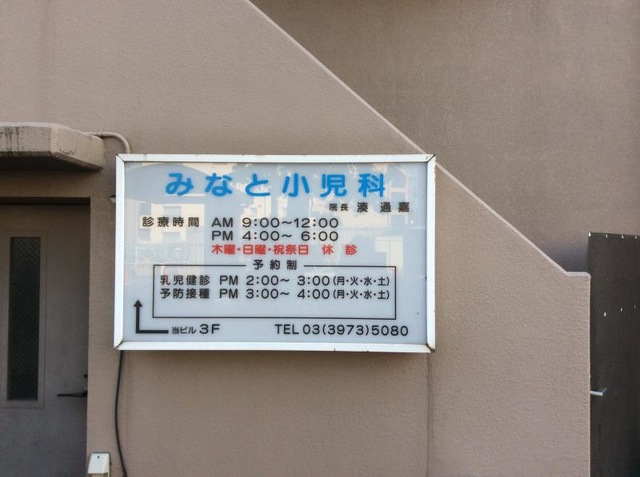 みなと小児科
院長 湊 通嘉
診療時間 AM 9:00〜12:00
PM 4:00〜 6:00
木曜・日曜・祝祭日 休 診
予約制
乳児健診 PM 2:00〜 3:00(月・火・水・土)
予防接種 PM 3:00〜 4:00(月・火・水・土)
当ビル 3F TEL 03(3973)5080